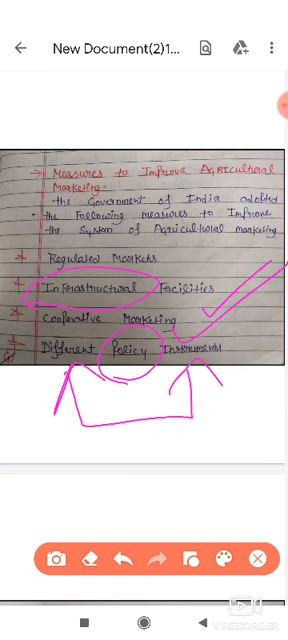 New Document(2)1...
→ Measures to Improve Agricultural
Marketing-
the Government of India adopted
the Following measures to Improve
the System of Agricultural marketing
Regulated Markets
Infrastructural Facilities
Cooperative Marketing
Different Policy Instrumental
V RECORDER